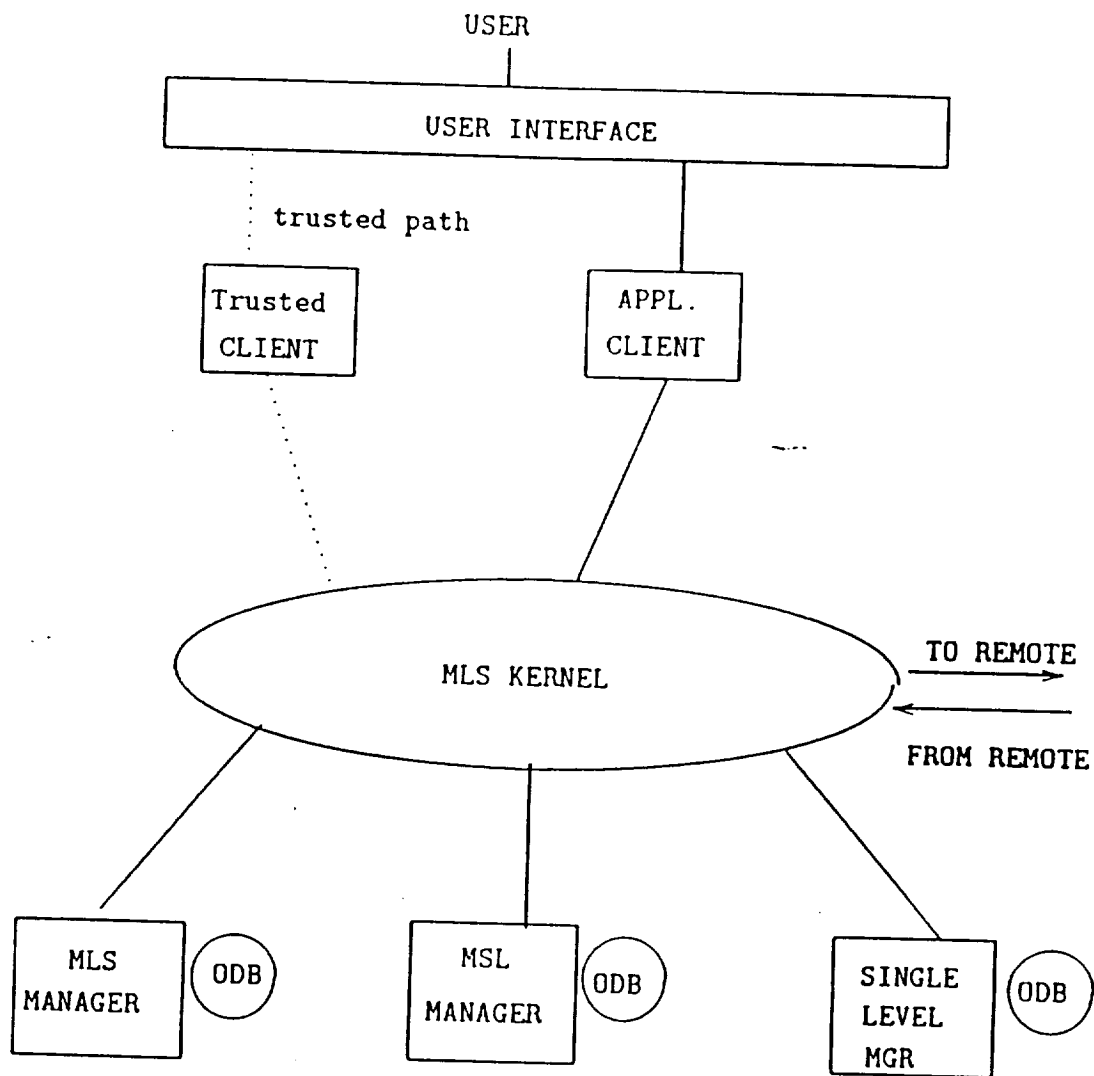 USER
USER INTERFACE
trusted path
Trusted
CLIENT
APPL.
CLIENT
MLS KERNEL
TO REMOTE
FROM REMOTE
MLS
MANAGER
ODB
MSL
MANAGER
ODB
SINGLE
LEVEL
MGR
ODB